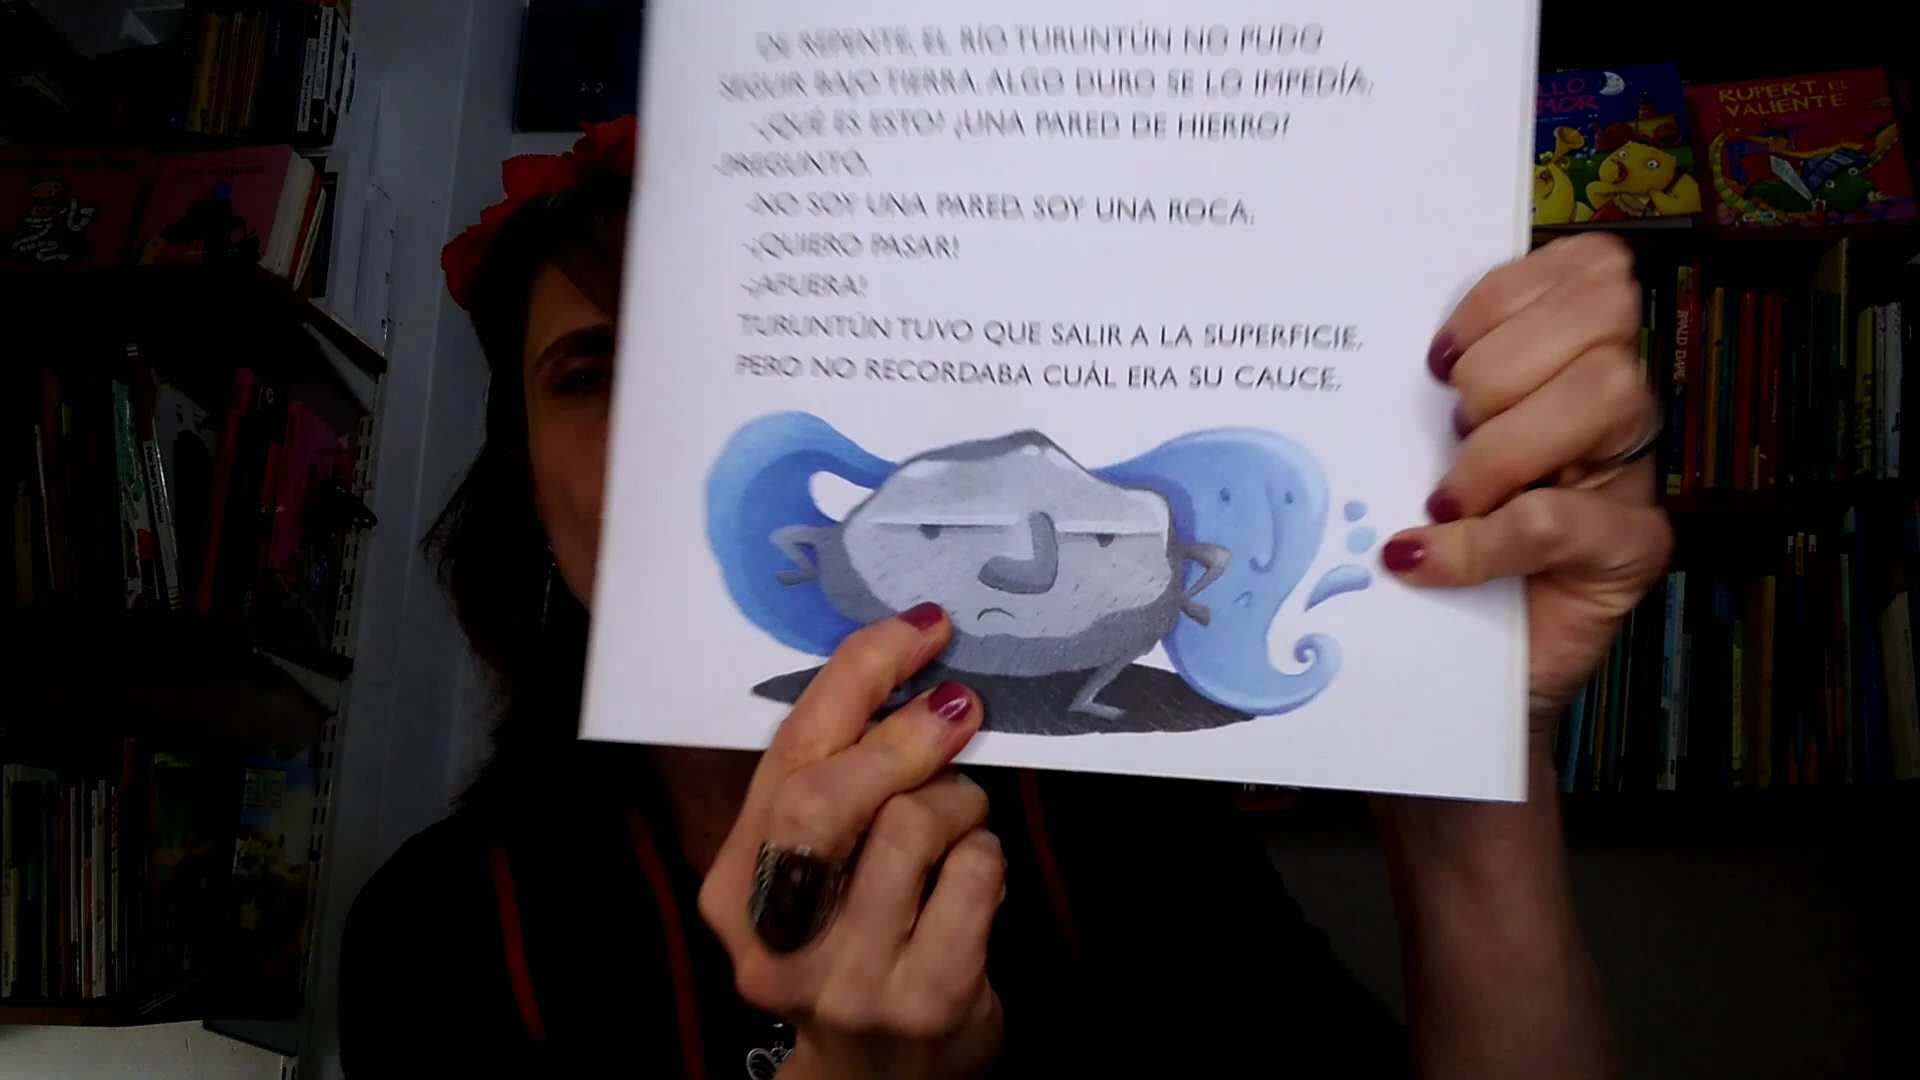 DE REPENTE, EL RÍO TURUNTÚN NO PUDO
SEGUIR BAJO TIERRA. ALGO DURO SE LO IMPEDÍA.
-¿QUÉ ES ESTO? ¿UNA PARED DE HIERRO?
-PREGUNTÓ.
-NO SOY UNA PARED. SOY UNA ROCA.
-¡QUIERO PASAR!
-¡AFUERA!
TURUNTÚN TUVO QUE SALIR A LA SUPERFICIE,
PERO NO RECORDABA CUÁL ERA SU CAUCE.
RUPERT, EL
VALIENTE
ROALD DAHL